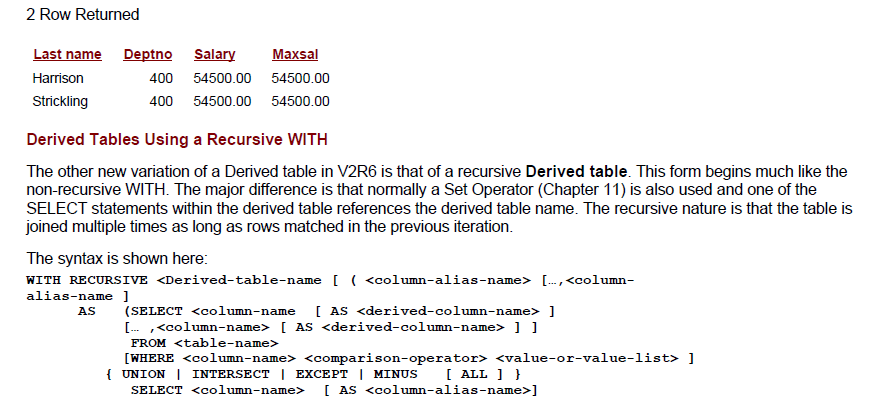 2 Row Returned
Last name Deptno Salary Maxsal
Harrison 400 54500.00 54500.00
Strickling 400 54500.00 54500.00
Derived Tables Using a Recursive WITH
The other new variation of a Derived table in V2R6 is that of a recursive Derived table. This form begins much like the
non-recursive WITH. The major difference is that normally a Set Operator (Chapter 11) is also used and one of the
SELECT statements within the derived table references the derived table name. The recursive nature is that the table is
joined multiple times as long as rows matched in the previous iteration.
The syntax is shown here:
WITH RECURSIVE <Derived-table-name [ ( <column-alias-name> […,<column-
alias-name ]
AS (SELECT <column-name [ AS <derived-column-name> ]
[… ,<column-name> [ AS <derived-column-name> ] ]
FROM <table-name>
[WHERE <column-name> <comparison-operator> <value-or-value-list> ]
{ UNION | INTERSECT | EXCEPT | MINUS [ ALL ] }
SELECT <column-name> [ AS <column-alias-name>]